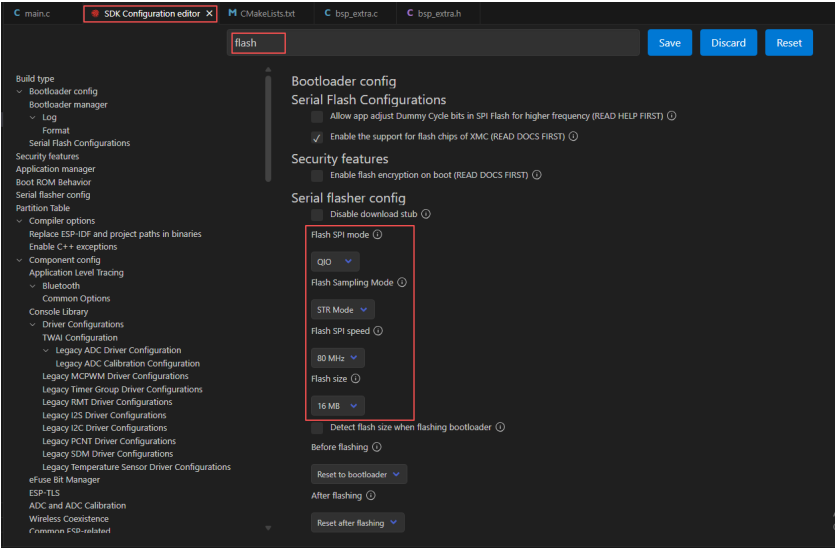 main.c
SDK Configuration editor
CMakeLists.txt
bsp_extra.c
bsp_extra.h
flash
Save
Discard
Reset
Build type
Bootloader config
Bootloader manager
Log
Format
Serial Flash Configurations
Security features
Application manager
Boot ROM Behavior
Serial flasher config
Partition Table
Compiler options
Replace ESP-IDF and project paths in binaries
Enable C++ exceptions
Component config
Application Level Tracing
Bluetooth
Common Options
Console Library
Driver Configurations
TWAI Configuration
Legacy ADC Driver Configuration
Legacy ADC Calibration Configuration
Legacy MCPWM Driver Configurations
Legacy Timer Group Driver Configurations
Legacy RMT Driver Configurations
Legacy I2S Driver Configurations
Legacy I2C Driver Configurations
Legacy PCNT Driver Configurations
Legacy SDM Driver Configurations
Legacy Temperature Sensor Driver Configurations
eFuse Bit Manager
ESP-TLS
ADC and ADC Calibration
Wireless Coexistence
Common ESP-related
Bootloader config
Serial Flash Configurations
Allow app adjust Dummy Cycle bits in SPI Flash for higher frequency (READ HELP FIRST)
Enable the support for flash chips of XMC (READ DOCS FIRST)
Security features
Enable flash encryption on boot (READ DOCS FIRST)
Serial flasher config
Disable download stub
Flash SPI mode
QIO
Flash Sampling Mode
STR Mode
Flash SPI speed
80 MHz
Flash size
16 MB
Detect flash size when flashing bootloader
Before flashing
Reset to bootloader
After flashing
Reset after flashing